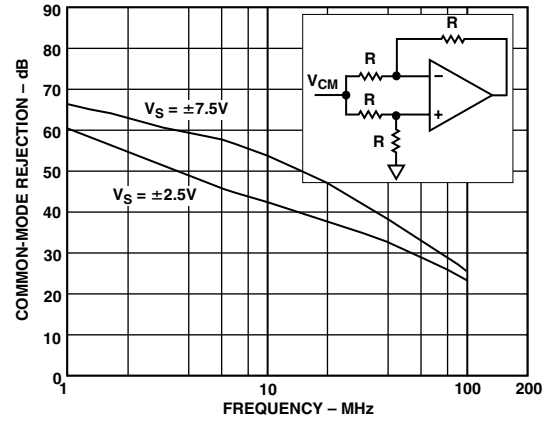 COMMON-MODE REJECTION – dB
90
80
70
60
50
40
30
20
10
0
R
R
VCM
R
R
−
+
VS = ±7.5V
VS = ±2.5V
1
10
100
200
FREQUENCY – MHz